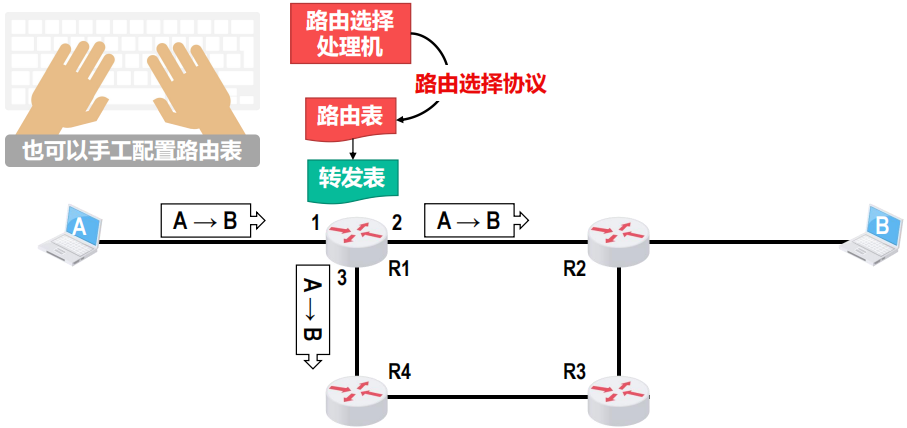 路由选择
处理机
路由选择协议
路由表
也可以手工配置路由表
转发表
A
A → B
1
2
A → B
B
R1
R2
3
A → B
R4
R3